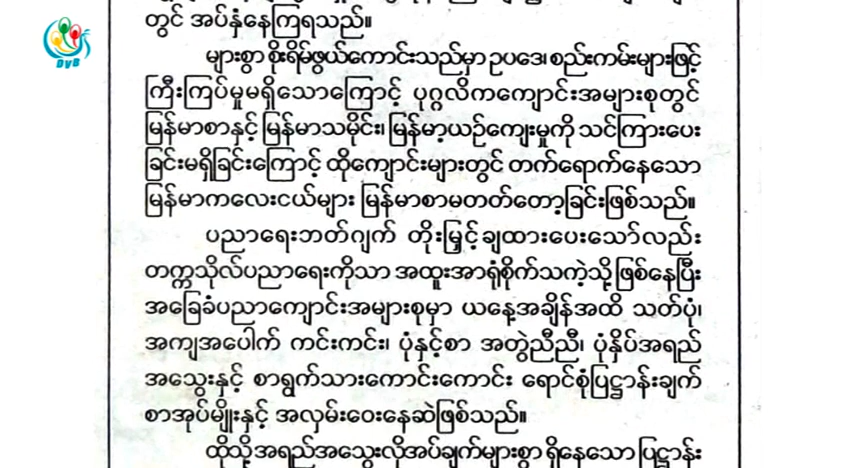 DVB
တွင် အပ်နှံနေကြရသည်။
များစွာ စိုးရိမ်ဖွယ်ကောင်းသည်မှာ ဥပဒေ၊ စည်းကမ်းများဖြင့်
ကြီးကြပ်မှုမရှိသောကြောင့် ပုဂ္ဂလိကကျောင်းအများစုတွင်
မြန်မာစာနှင့် မြန်မာသမိုင်း၊ မြန်မာ့ယဉ်ကျေးမှုကို သင်ကြားပေး
ခြင်းမရှိခြင်းကြောင့် ထိုကျောင်းများတွင် တက်ရောက်နေသော
မြန်မာကလေးငယ်များ မြန်မာစာမတတ်တော့ခြင်းဖြစ်သည်။
ပညာရေးဘတ်ဂျက် တိုးမြှင့်ချထားပေးသော်လည်း
တက္ကသိုလ်ပညာရေးကိုသာ အထူးအာရုံစိုက်သကဲ့သို့ ဖြစ်နေပြီး
အခြေခံပညာကျောင်းအများစုမှာ ယနေ့အချိန်အထိ သတ်ပုံ၊
အကျအပေါက် ကင်းကင်း၊ ပုံနှင့်စာ အတွဲညီညီ၊ ပုံနှိပ်အရည်
အသွေးနှင့် စာရွက်သားကောင်းကောင်း ရောင်စုံပြဋ္ဌာန်းချက်
စာအုပ်မျိုးနှင့် အလှမ်းဝေးနေဆဲဖြစ်သည်။
ထိုသို့အရည်အသွေးလိုအပ်ချက်များစွာ ရှိနေသော ပြဋ္ဌာန်း